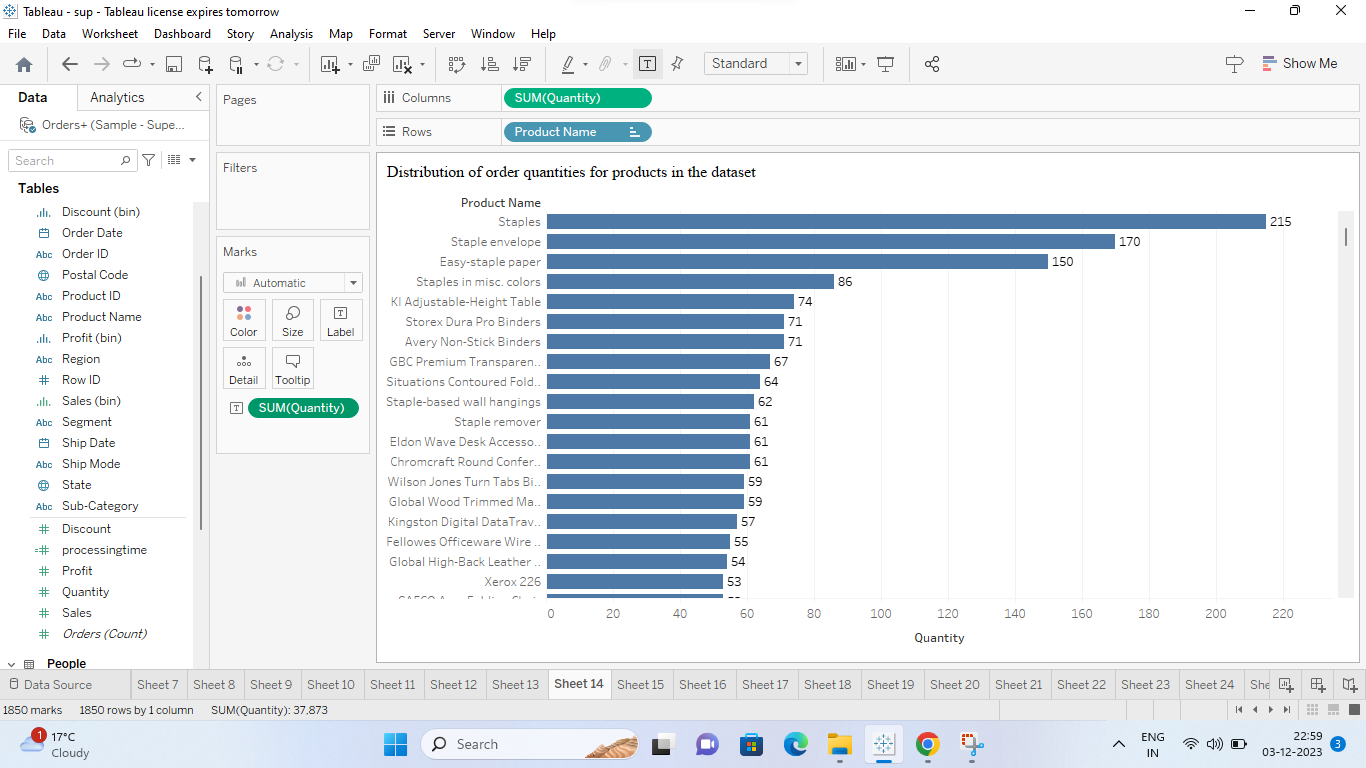 Tableau - sup - Tableau license expires tomorrow
File Data Worksheet Dashboard Story Analysis Map Format Server Window Help
Standard
Show Me
Data Analytics
Orders+ (Sample - Supe...
Search
Tables
Discount (bin)
Order Date
Abc Order ID
Postal Code
Abc Product ID
Abc Product Name
Profit (bin)
Abc Region
Row ID
Sales (bin)
Abc Segment
Ship Date
Abc Ship Mode
State
Abc Sub-Category
Discount
processingtime
Profit
Quantity
Sales
Orders (Count)
People
Pages
Filters
Marks
Automatic
Color Size Label
Detail Tooltip
SUM(Quantity)
Columns SUM(Quantity)
Rows Product Name
Distribution of order quantities for products in the dataset
Product Name
Staples 215
Staple envelope 170
Easy-staple paper 150
Staples in misc. colors 86
KI Adjustable-Height Table 74
Storex Dura Pro Binders 71
Avery Non-Stick Binders 71
GBC Premium Transparen.. 67
Situations Contoured Fold.. 64
Staple-based wall hangings 62
Staple remover 61
Eldon Wave Desk Accesso.. 61
Chromcraft Round Confer.. 61
Wilson Jones Turn Tabs Bi.. 59
Global Wood Trimmed Ma.. 59
Kingston Digital DataTrav.. 57
Fellowes Officeware Wire .. 55
Global High-Back Leather .. 54
Xerox 226 53
0 20 40 60 80 100 120 140 160 180 200 220
Quantity
Data Source Sheet 7 Sheet 8 Sheet 9 Sheet 10 Sheet 11 Sheet 12 Sheet 13 Sheet 14 Sheet 15 Sheet 16 Sheet 17 Sheet 18 Sheet 19 Sheet 20 Sheet 21 Sheet 22 Sheet 23 Sheet 24 She
1850 marks 1850 rows by 1 column SUM(Quantity): 37,873
1 17°C
Cloudy
Search
ENG
IN
22:59
03-12-2023
3